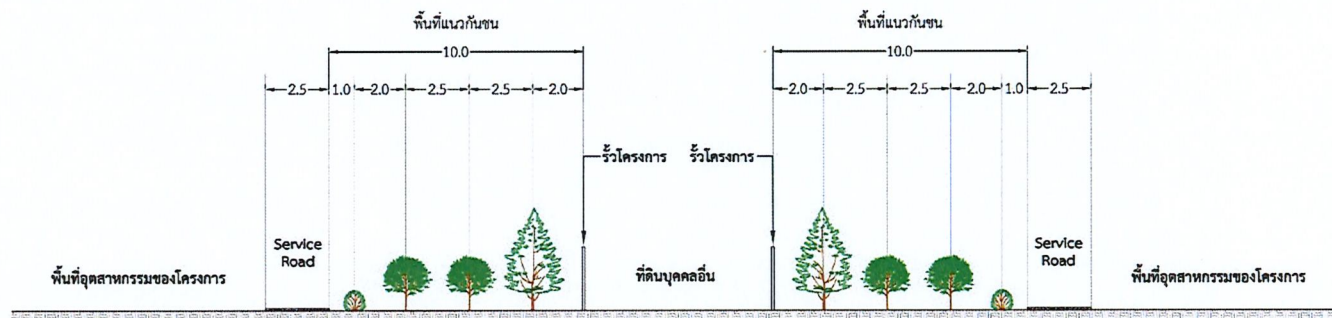 พื้นที่แนวกันชน พื้นที่แนวกันชน
10.0 10.0
2.5 1.0 2.0 2.5 2.5 2.0 2.0 2.5 2.5 2.0 1.0 2.5
รั้วโครงการ รั้วโครงการ
Service Road
Service Road
พื้นที่อุตสาหกรรมของโครงการ ที่ดินบุคคลอื่น พื้นที่อุตสาหกรรมของโครงการ